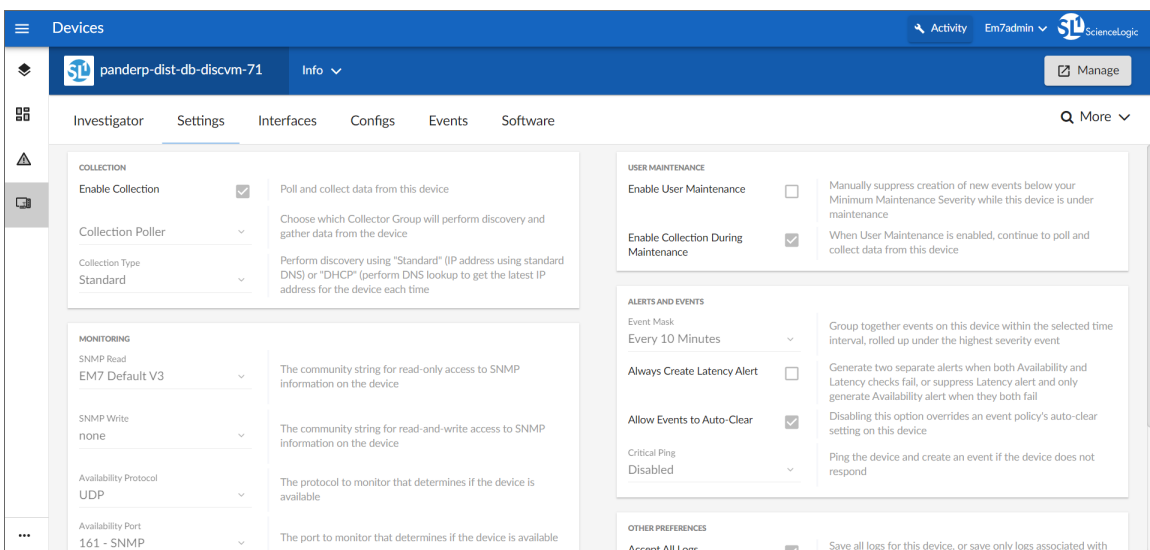 Devices
Activity
Em7admin
SL ScienceLogic
SL
panderp-dist-db-discvm-71
Info
Manage
Investigator
Settings
Interfaces
Configs
Events
Software
More
COLLECTION
Enable Collection
Poll and collect data from this device
Collection Poller
Choose which Collector Group will perform discovery and
gather data from the device
Collection Type
Standard
Perform discovery using "Standard" (IP address using standard
DNS) or "DHCP" (perform DNS lookup to get the latest IP
address for the device each time
MONITORING
SNMP Read
EM7 Default V3
The community string for read-only access to SNMP
information on the device
SNMP Write
none
The community string for read-and-write access to SNMP
information on the device
Availability Protocol
UDP
The protocol to monitor that determines if the device is
available
Availability Port
161 - SNMP
The port to monitor that determines if the device is available
USER MAINTENANCE
Enable User Maintenance
Manually suppress creation of new events below your
Minimum Maintenance Severity while this device is under
maintenance
Enable Collection During
Maintenance
When User Maintenance is enabled, continue to poll and
collect data from this device
ALERTS AND EVENTS
Event Mask
Every 10 Minutes
Group together events on this device within the selected time
interval, rolled up under the highest severity event
Always Create Latency Alert
Generate two separate alerts when both Availability and
Latency checks fail, or suppress Latency alert and only
generate Availability alert when they both fail
Allow Events to Auto-Clear
Disabling this option overrides an event policy's auto-clear
setting on this device
Critical Ping
Disabled
Ping the device and create an event if the device does not
respond
OTHER PREFERENCES
Accept All Logs
Save all logs for this device, or save only logs associated with